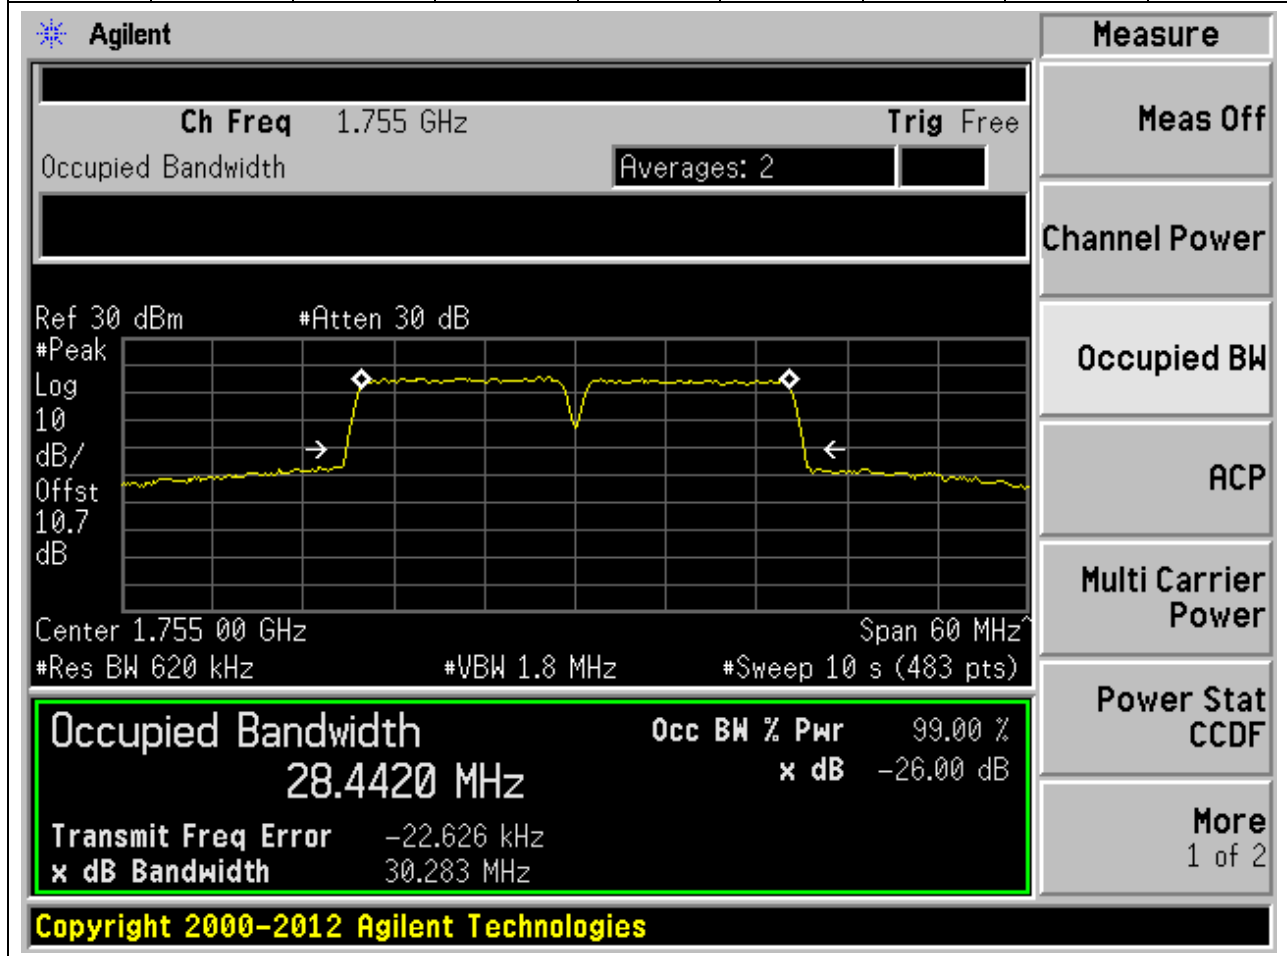 Agilent
Measure
Ch Freq 1.755 GHz Trig Free
Occupied Bandwidth Averages: 2
Meas Off
Channel Power
Occupied BW
ACP
Multi Carrier
Power
Power Stat
CCDF
More
1 of 2
Ref 30 dBm #Atten 30 dB
#Peak
Log
10
dB/
Offst
10.7
dB
Center 1.755 00 GHz Span 60 MHz^
#Res BW 620 kHz #VBW 1.8 MHz #Sweep 10 s (483 pts)
Occupied Bandwidth Occ BW % Pwr 99.00 %
28.4420 MHz x dB -26.00 dB
Transmit Freq Error -22.626 kHz
x dB Bandwidth 30.283 MHz
Copyright 2000-2012 Agilent Technologies